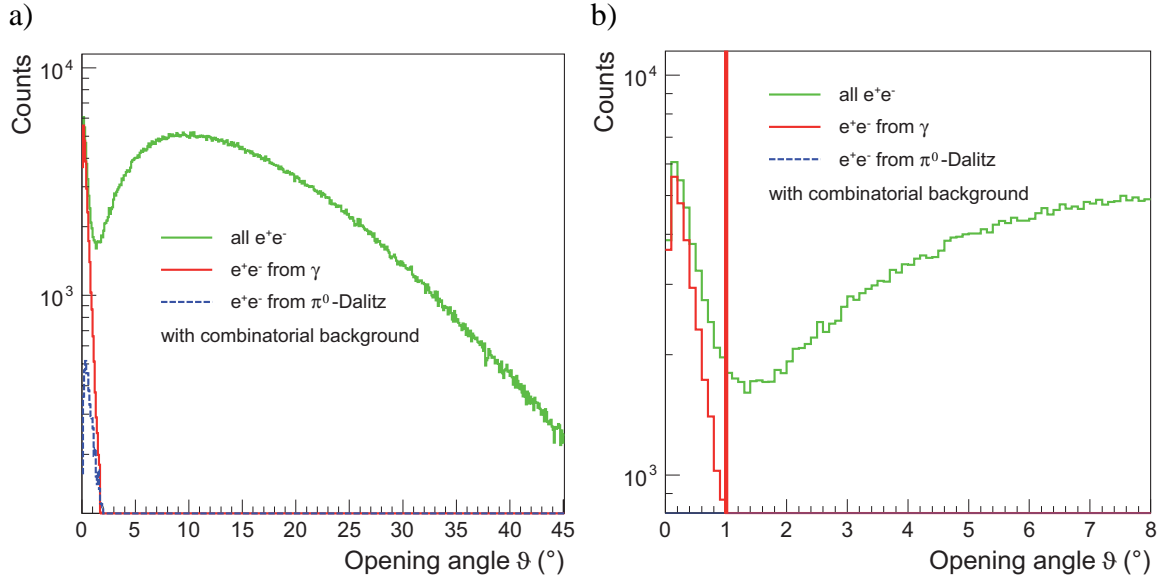 a)
Counts
10⁴
10³
all e⁺e⁻
e⁺e⁻ from γ
e⁺e⁻ from π⁰-Dalitz
with combinatorial background
0 5 10 15 20 25 30 35 40 45
Opening angle ϑ (°)
b)
Counts
10⁴
10³
all e⁺e⁻
e⁺e⁻ from γ
e⁺e⁻ from π⁰-Dalitz
with combinatorial background
0 1 2 3 4 5 6 7 8
Opening angle ϑ (°)